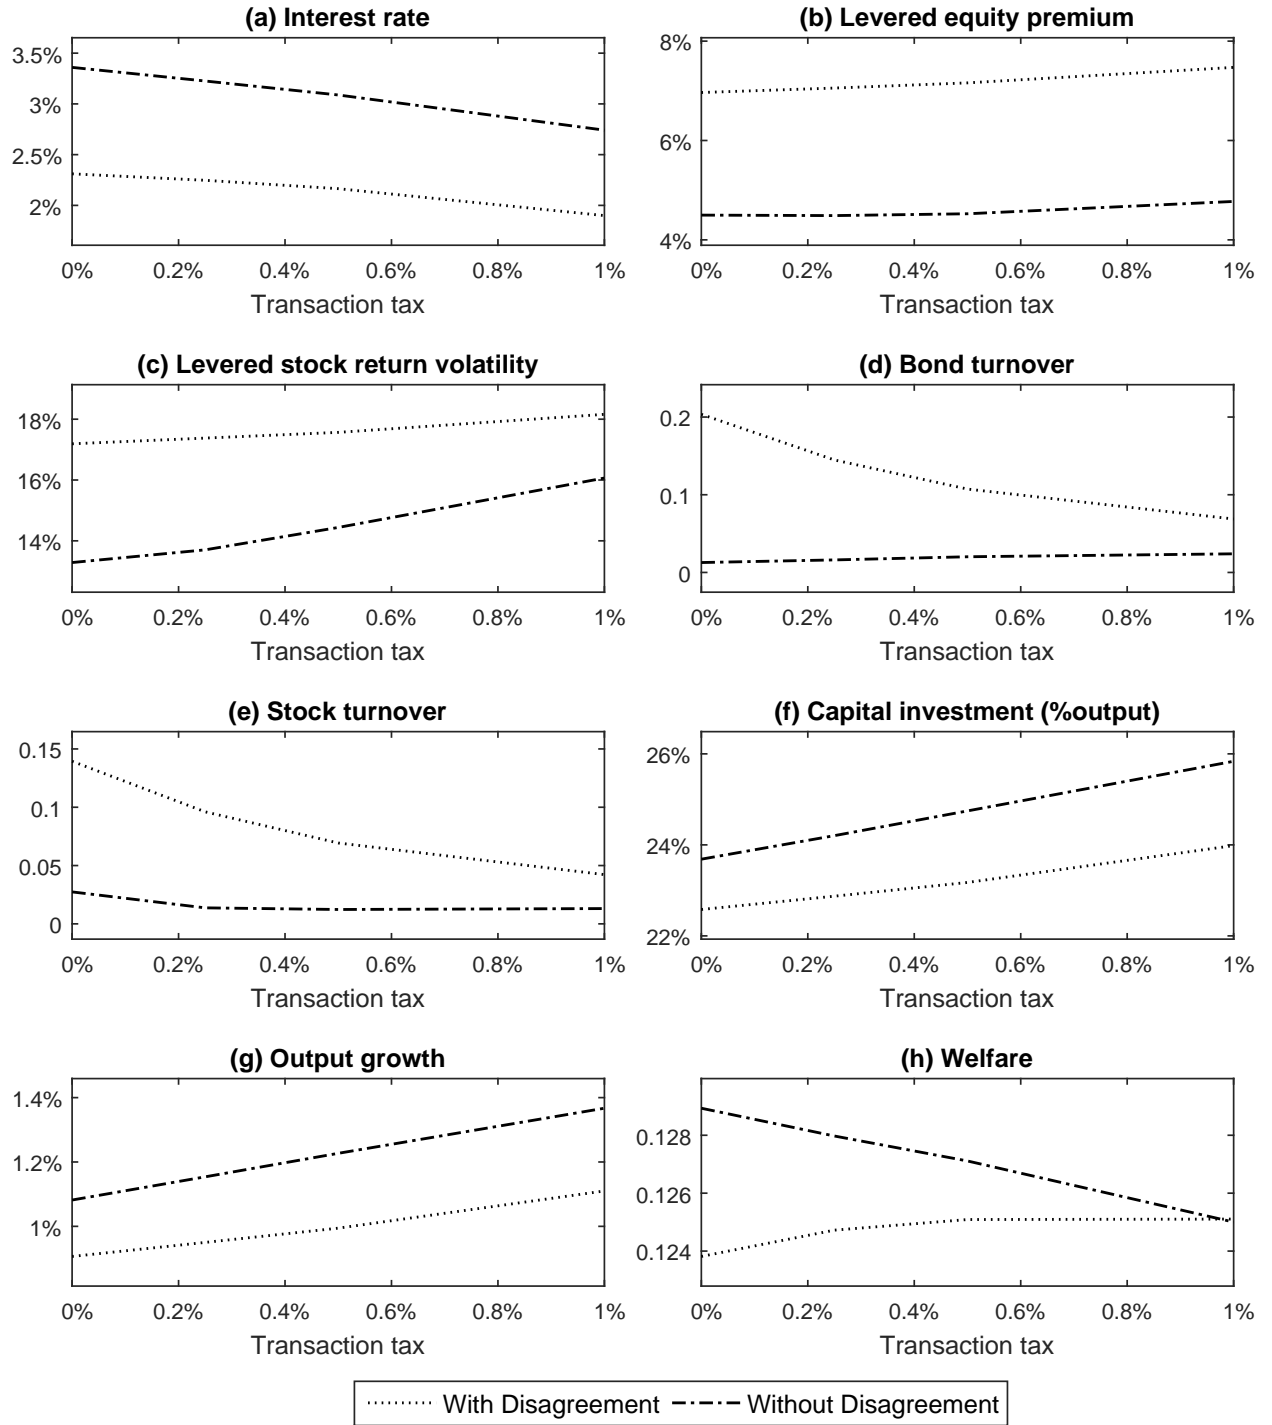 (a) Interest rate
3.5%
3%
2.5%
2%
0% 0.2% 0.4% 0.6% 0.8% 1%
Transaction tax
(b) Levered equity premium
8%
6%
4%
0% 0.2% 0.4% 0.6% 0.8% 1%
Transaction tax
(c) Levered stock return volatility
18%
16%
14%
0% 0.2% 0.4% 0.6% 0.8% 1%
Transaction tax
(d) Bond turnover
0.2
0.1
0
0% 0.2% 0.4% 0.6% 0.8% 1%
Transaction tax
(e) Stock turnover
0.15
0.1
0.05
0
0% 0.2% 0.4% 0.6% 0.8% 1%
Transaction tax
(f) Capital investment (%output)
26%
24%
22%
0% 0.2% 0.4% 0.6% 0.8% 1%
Transaction tax
(g) Output growth
1.4%
1.2%
1%
0% 0.2% 0.4% 0.6% 0.8% 1%
Transaction tax
(h) Welfare
0.128
0.126
0.124
0% 0.2% 0.4% 0.6% 0.8% 1%
Transaction tax
With Disagreement Without Disagreement